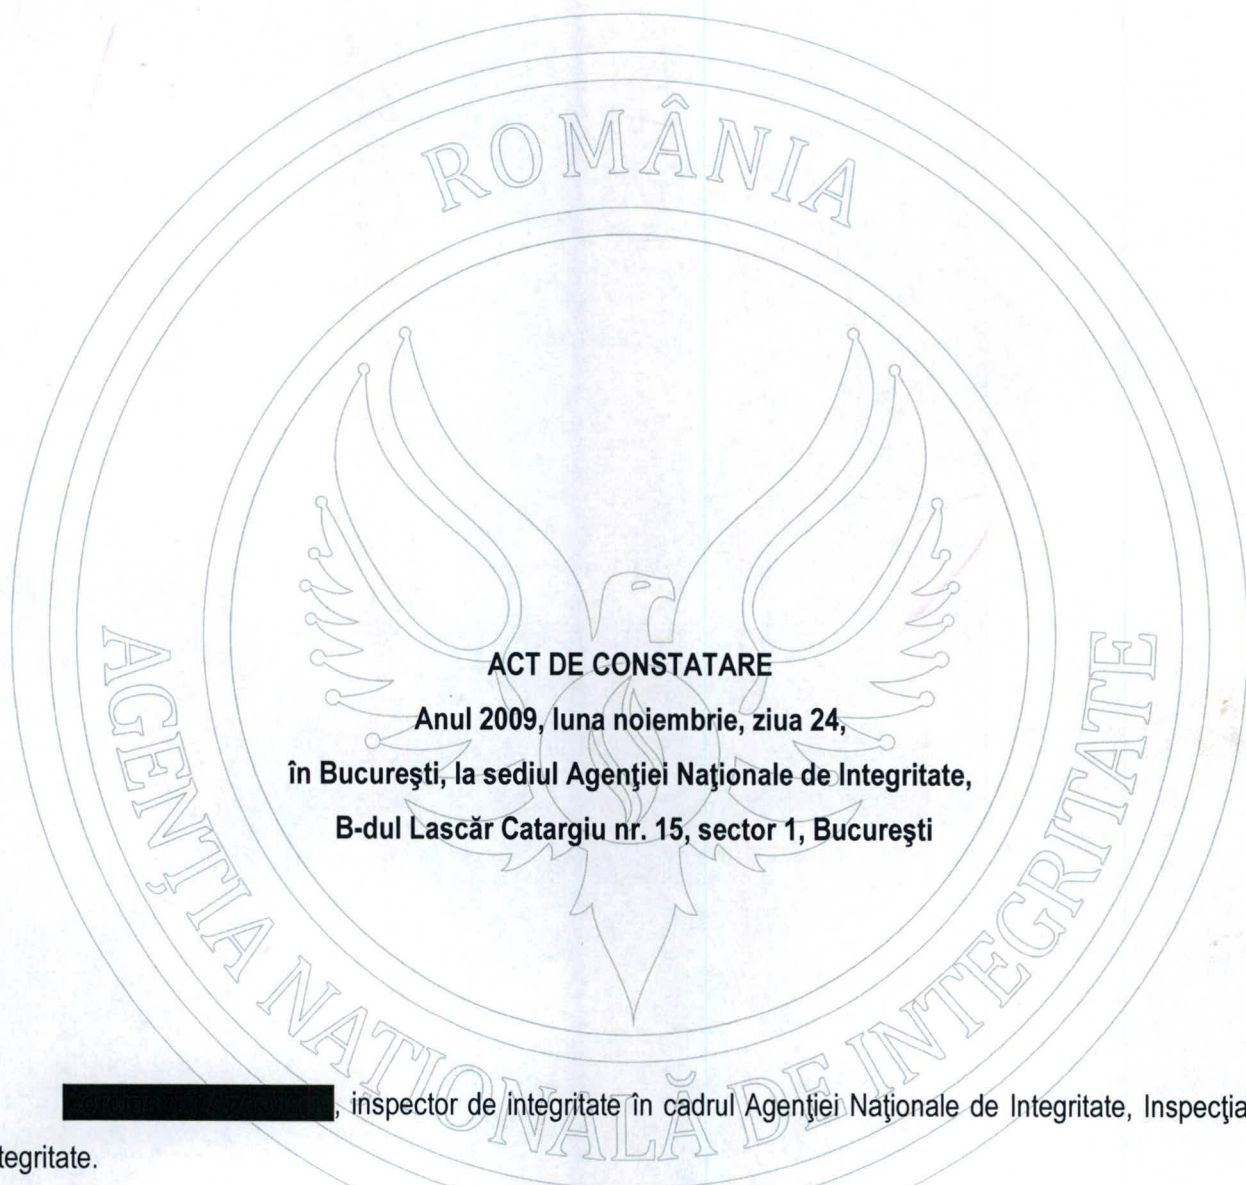 ROMÂNIA
ACT DE CONSTATARE
Anul 2009, luna noiembrie, ziua 24,
în Bucureşti, la sediul Agenţiei Naţionale de Integritate,
B-dul Lascăr Catargiu nr. 15, sector 1, Bucureşti
AGENȚIA NAȚIONALĂ DE INTEGRITATE
, inspector de integritate în cadrul Agenţiei Naţionale de Integritate, Inspecţia
tegritate.